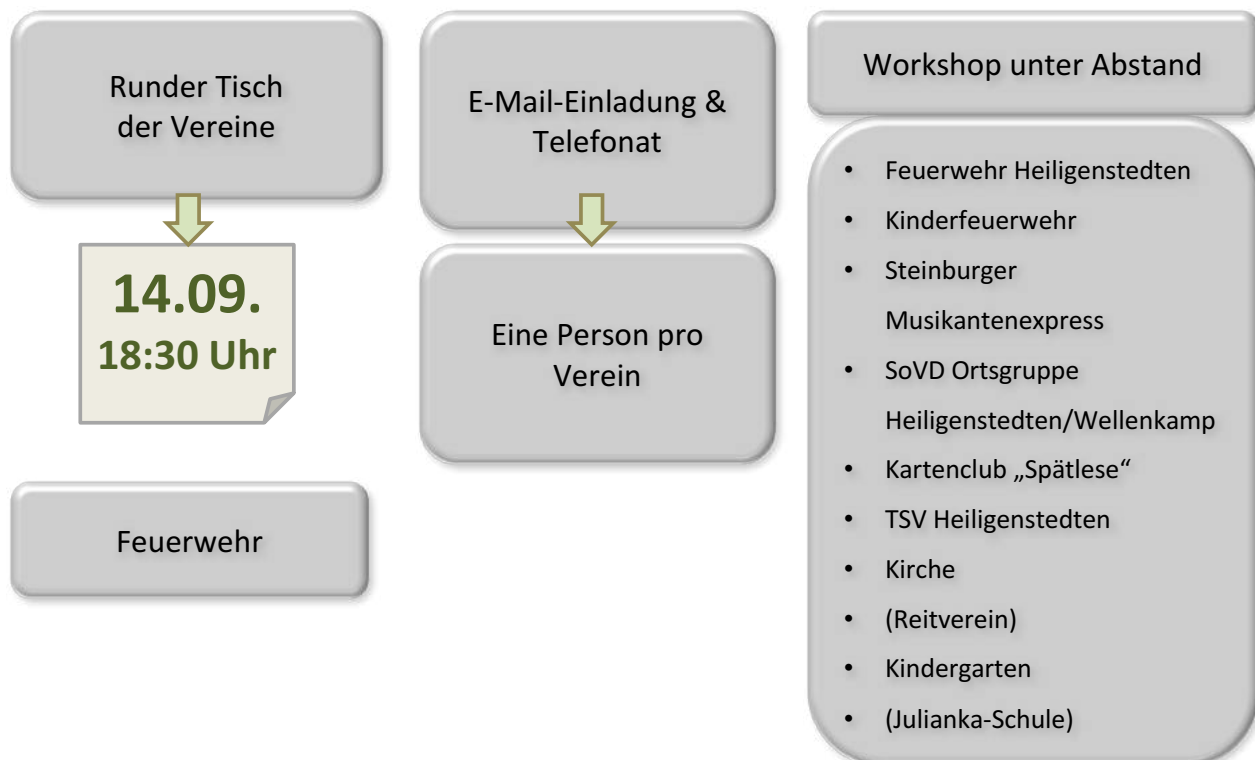 Runder Tisch
der Vereine
14.09.
18:30 Uhr
Feuerwehr
E-Mail-Einladung &
Telefonat
Eine Person pro
Verein
Workshop unter Abstand
• Feuerwehr Heiligenstedten
• Kinderfeuerwehr
• Steinburger
Musikantenexpress
• SoVD Ortsgruppe
Heiligenstedten/Wellenkamp
• Kartenclub „Spätlese“
• TSV Heiligenstedten
• Kirche
• (Reitverein)
• Kindergarten
• (Julianka-Schule)